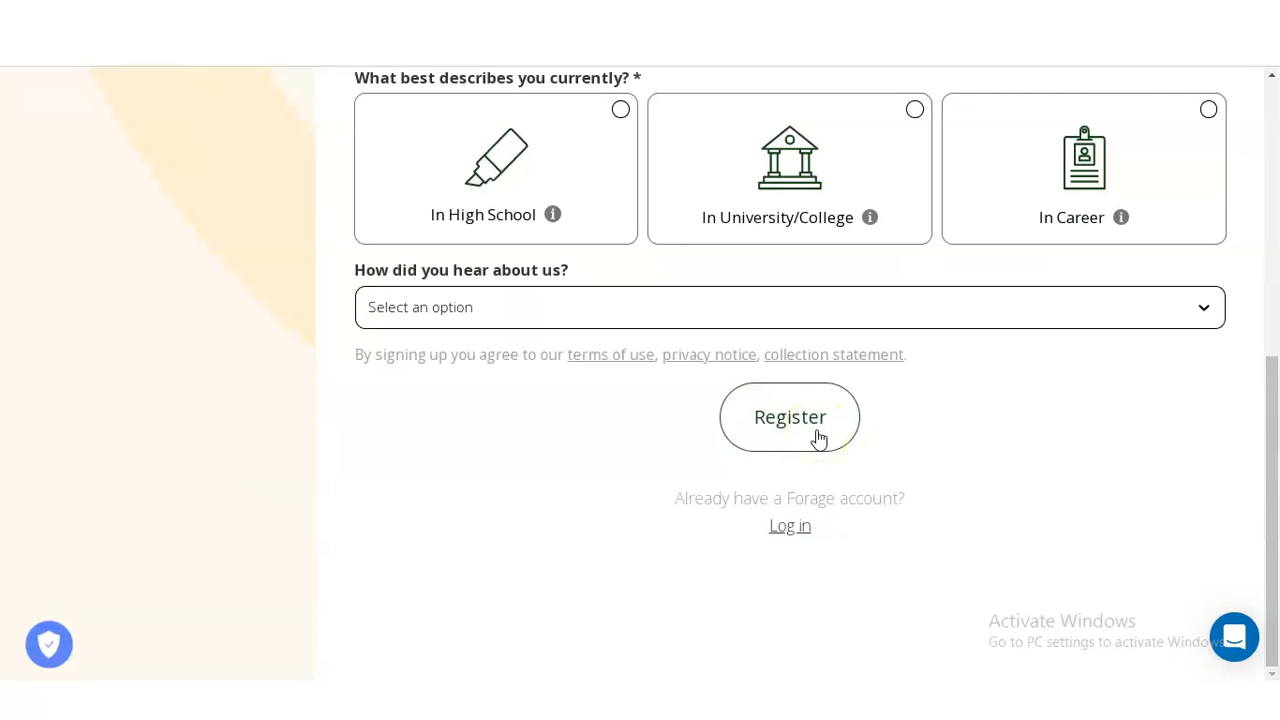 What best describes you currently? *
In High School
In University/College
In Career
How did you hear about us?
Select an option
By signing up you agree to our terms of use, privacy notice, collection statement.
Register
Already have a Forage account?
Log in
Activate Windows
Go to PC settings to activate Windows.